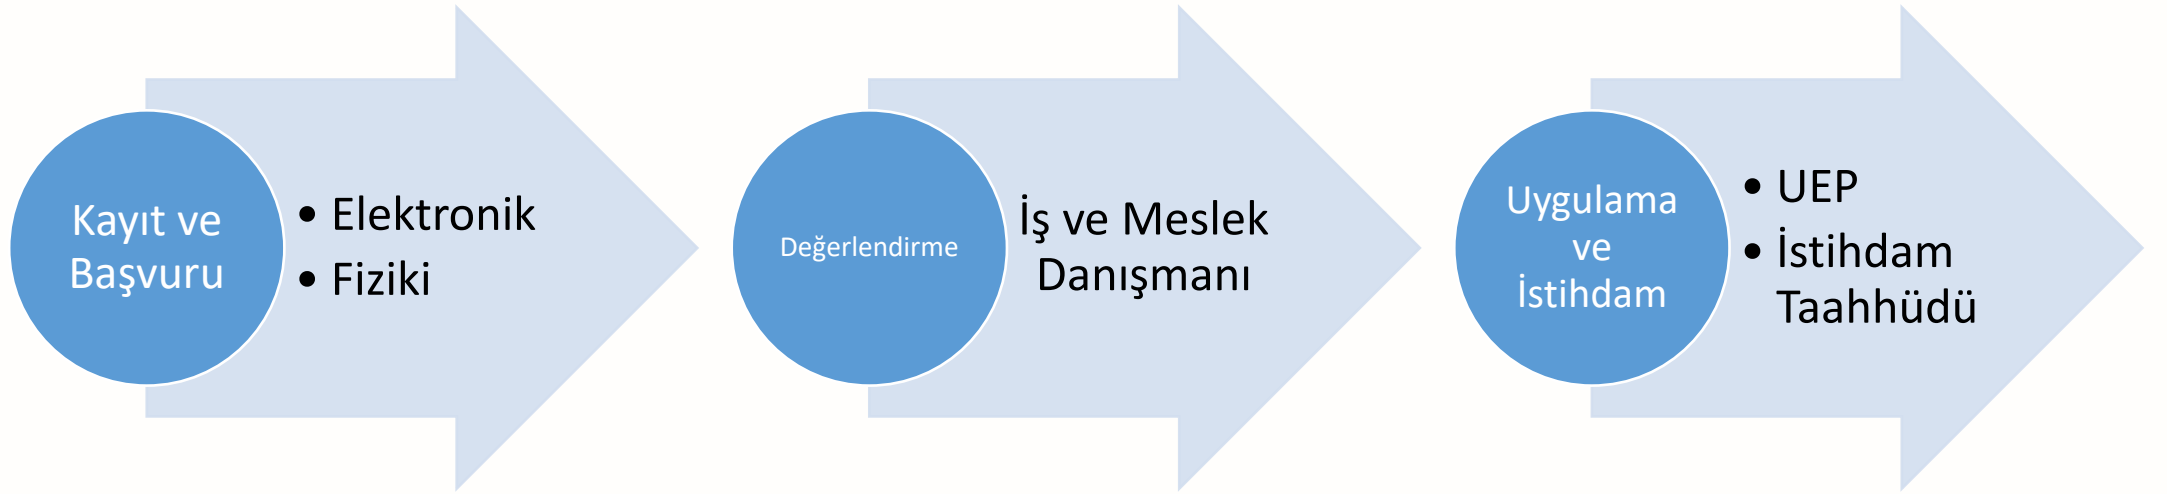 Kayıt ve
Başvuru
• Elektronik
• Fiziki
Değerlendirme
İş ve Meslek
Danışmanı
Uygulama
ve
İstihdam
• UEP
• İstihdam
Taahhüdü